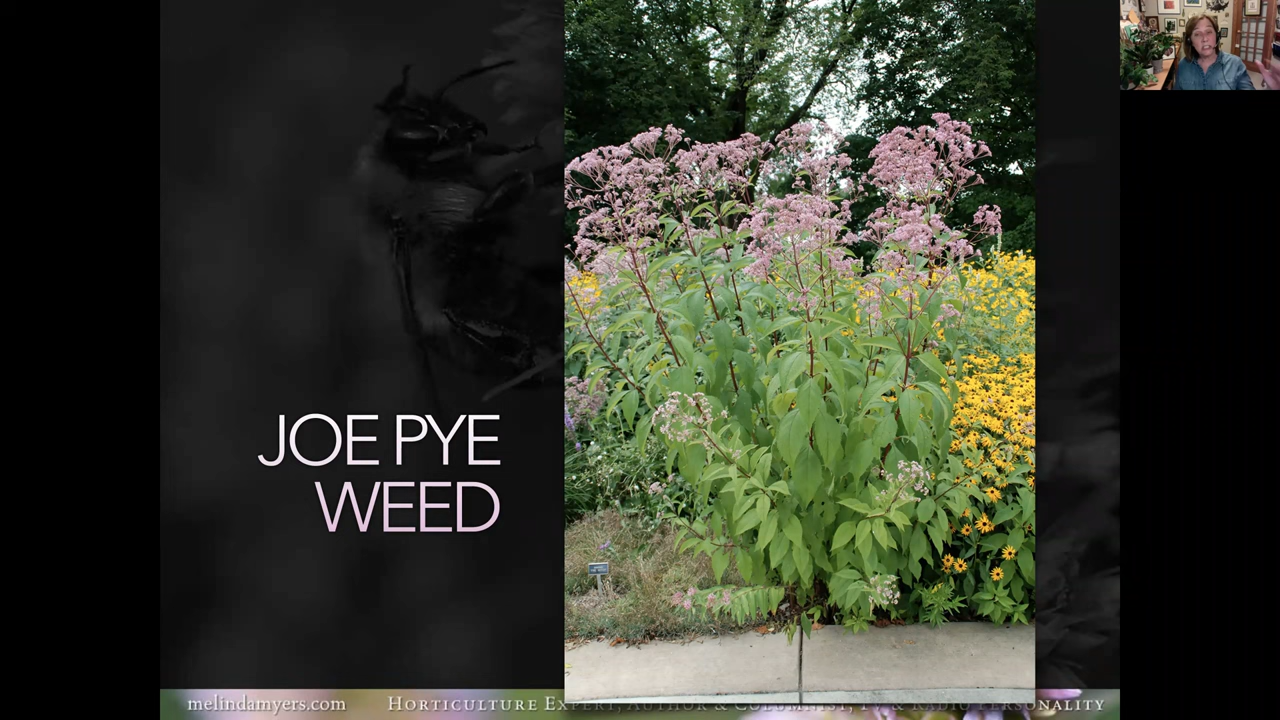 JOE PYE
WEED
melindamyers.com Horticulture Expert, Author & Columnist, TV & Radio Personality